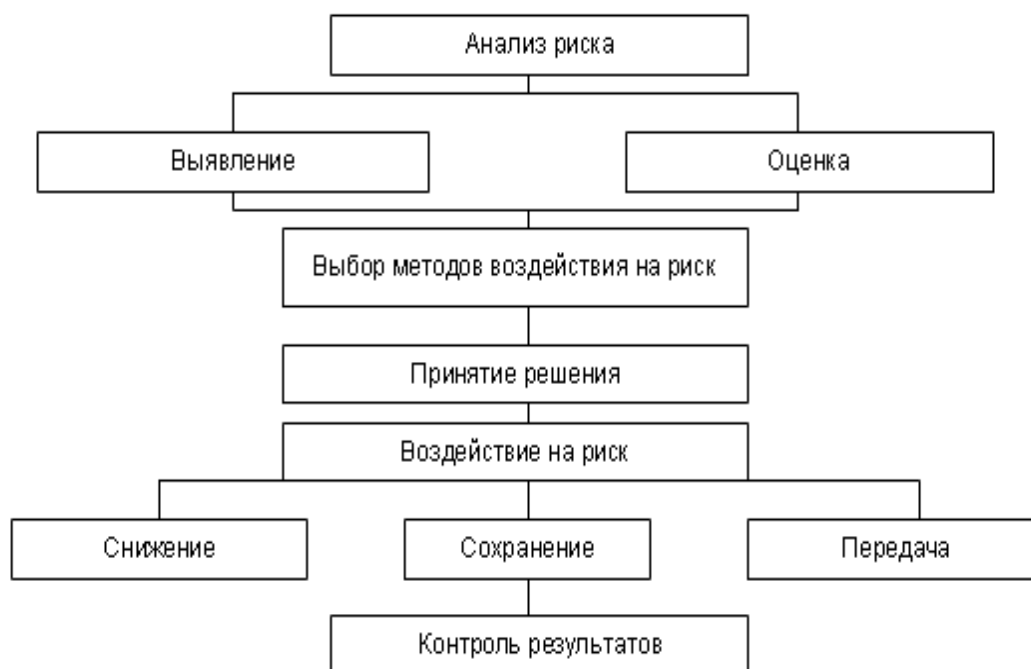 Анализ риска
Выявление
Оценка
Выбор методов воздействия на риск
Принятие решения
Воздействие на риск
Снижение
Сохранение
Передача
Контроль результатов